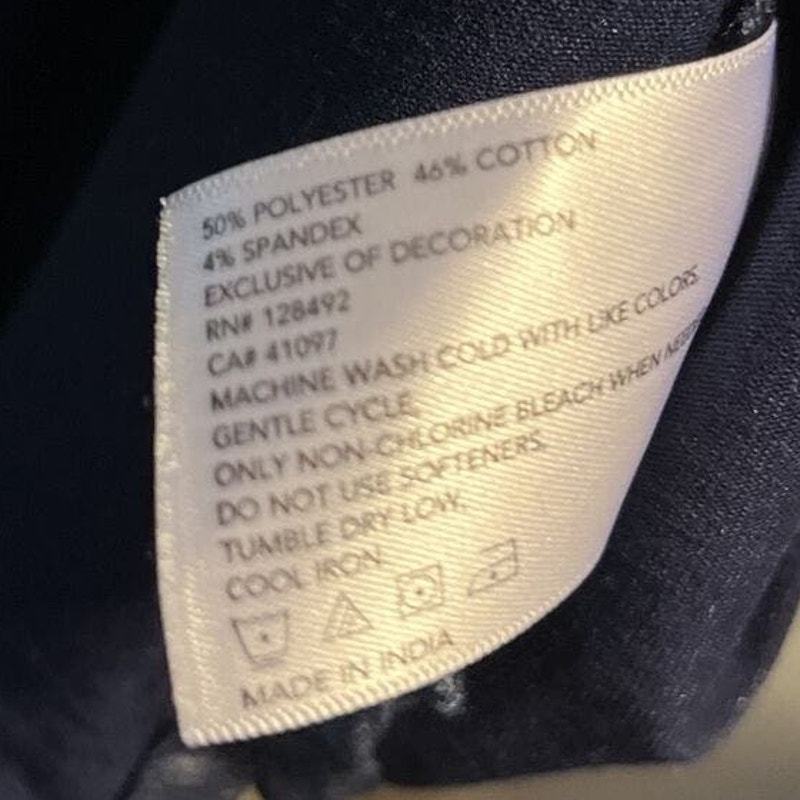 50% POLYESTER 46% COTTON
4% SPANDEX
EXCLUSIVE OF DECORATION
RN# 128492
CA# 41097
MACHINE WASH COLD WITH LIKE COLORS.
GENTLE CYCLE.
ONLY NON-CHLORINE BLEACH WHEN
DO NOT USE SOFTENERS.
TUMBLE DRY LOW.
COOL IRON.
MADE IN INDIA